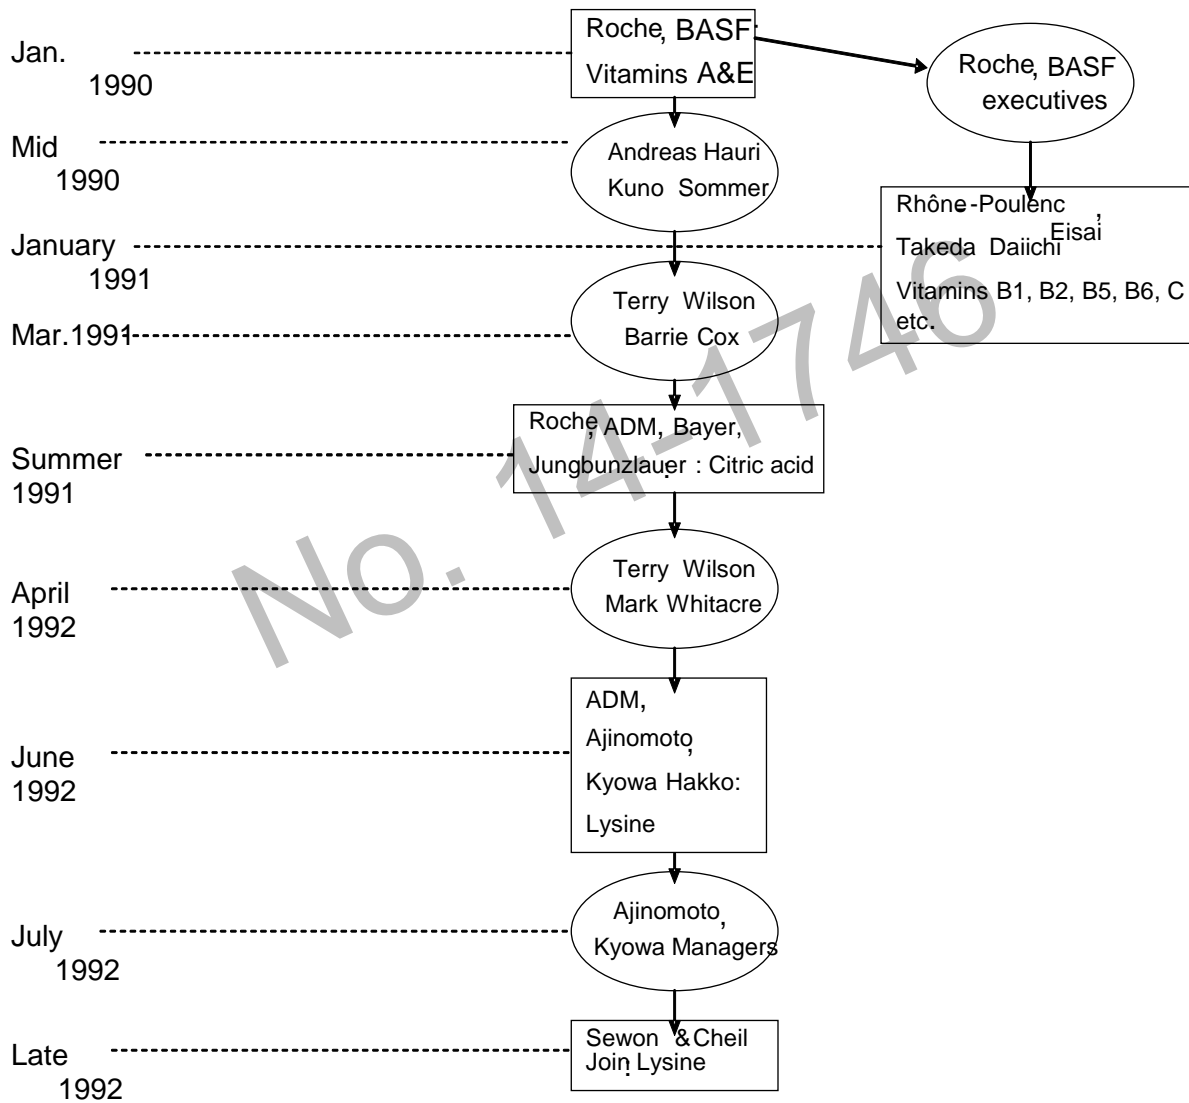 Jan.
1990
Roche, BASF:
Vitamins A&E
Roche, BASF
executives
Mid
1990
Andreas Hauri
Kuno Sommer
Rhône-Poulenc,
Eisai
Takeda Daiichi
Vitamins B1, B2, B5, B6, C
etc.
January
1991
Mar.1991
Terry Wilson
Barrie Cox
Summer
1991
Roche, ADM, Bayer,
Jungbunzlauer : Citric acid
April
1992
Terry Wilson
Mark Whitacre
June
1992
ADM,
Ajinomoto,
Kyowa Hakko:
Lysine
July
1992
Ajinomoto,
Kyowa Managers
Late
1992
Sewon &Cheil
Join Lysine
No. 14-1746